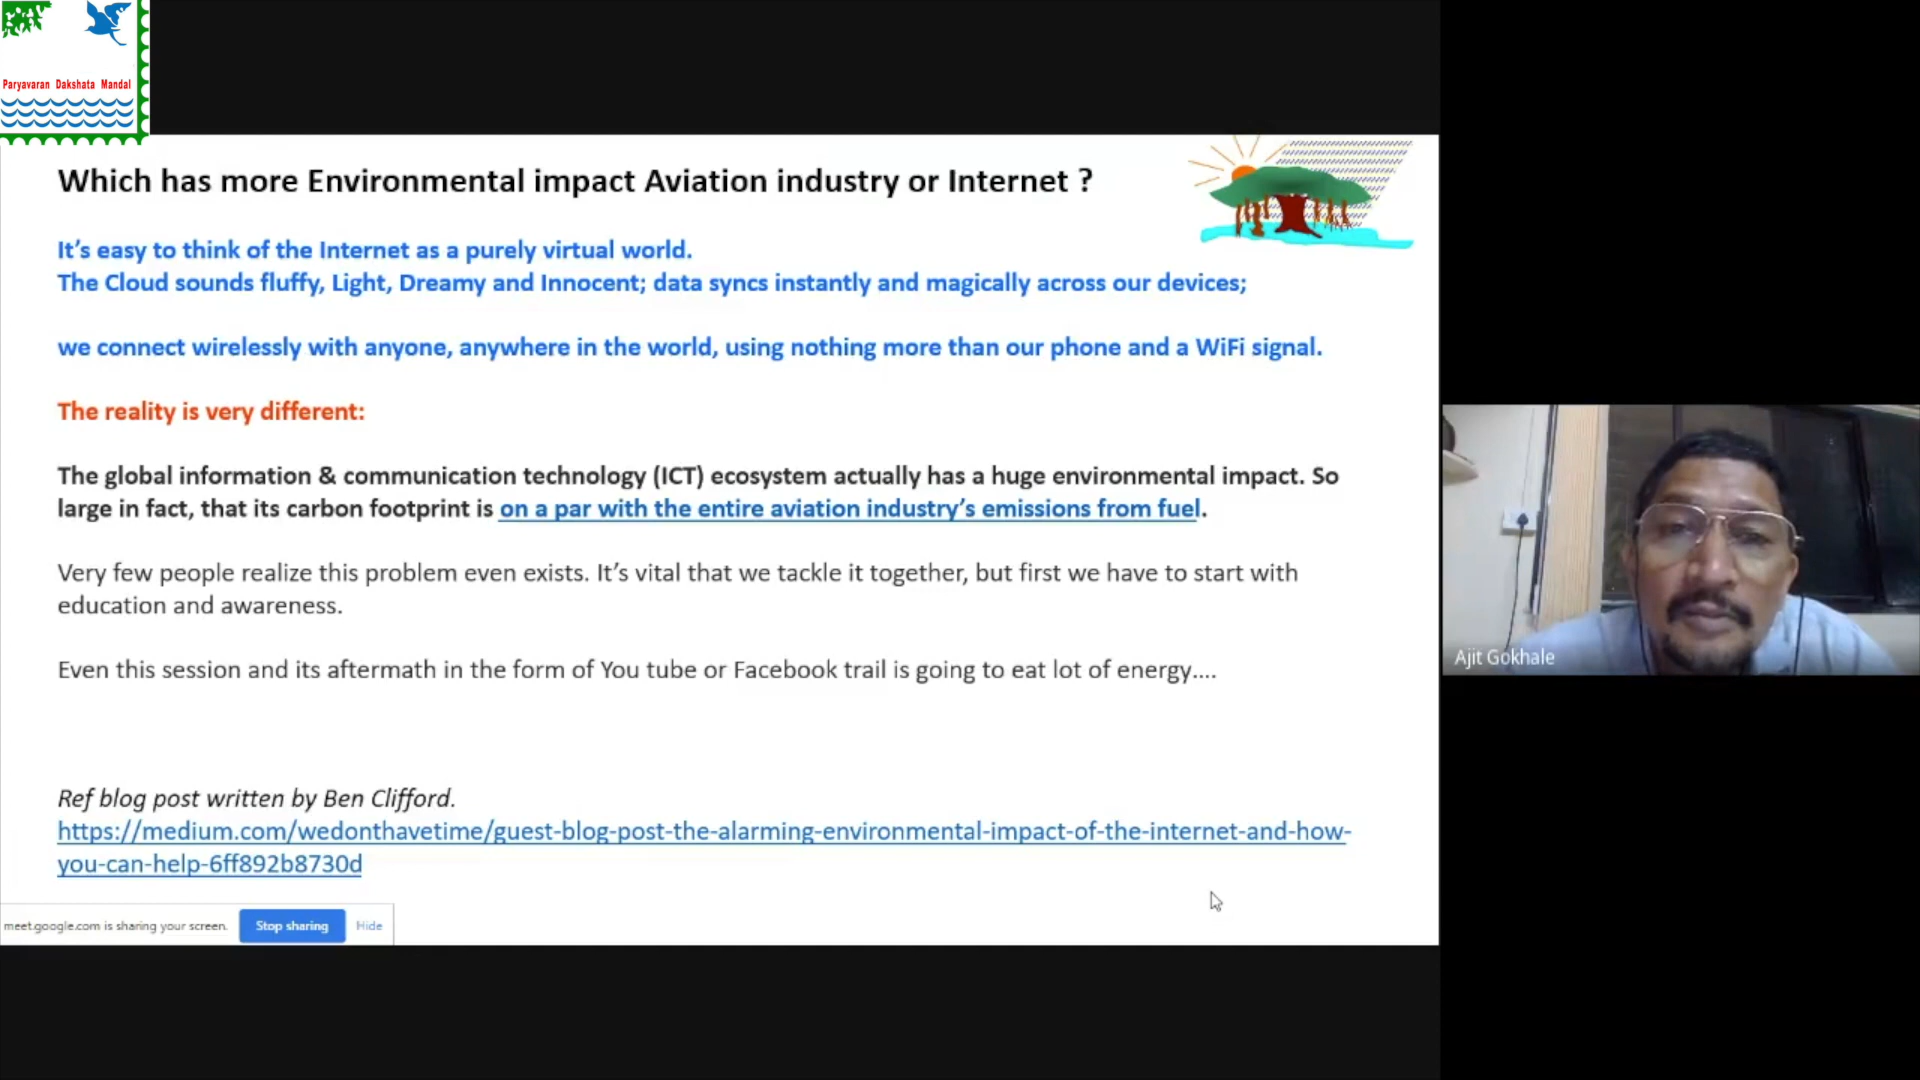 Paryavaran Dakshata Mandal
Which has more Environmental impact Aviation industry or Internet ?
It's easy to think of the Internet as a purely virtual world.
The Cloud sounds fluffy, Light, Dreamy and Innocent; data syncs instantly and magically across our devices;
we connect wirelessly with anyone, anywhere in the world, using nothing more than our phone and a WiFi signal.
The reality is very different:
The global information & communication technology (ICT) ecosystem actually has a huge environmental impact. So
large in fact, that its carbon footprint is on a par with the entire aviation industry's emissions from fuel.
Very few people realize this problem even exists. It's vital that we tackle it together, but first we have to start with
education and awareness.
Even this session and its aftermath in the form of You tube or Facebook trail is going to eat lot of energy....
Ref blog post written by Ben Clifford.
https://medium.com/wedonthavetime/guest-blog-post-the-alarming-environmental-impact-of-the-internet-and-how-
you-can-help-6ff892b8730d
meet.google.com is sharing your screen. Stop sharing Hide
Ajit Gokhale